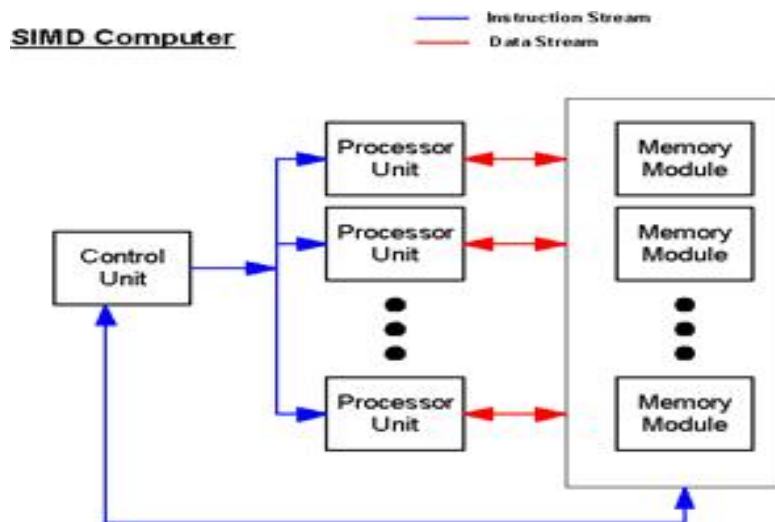 SIMD Computer
Instruction Stream
Data Stream
Processor
Unit
Memory
Module
Control
Unit
Processor
Unit
Memory
Module
Processor
Unit
Memory
Module